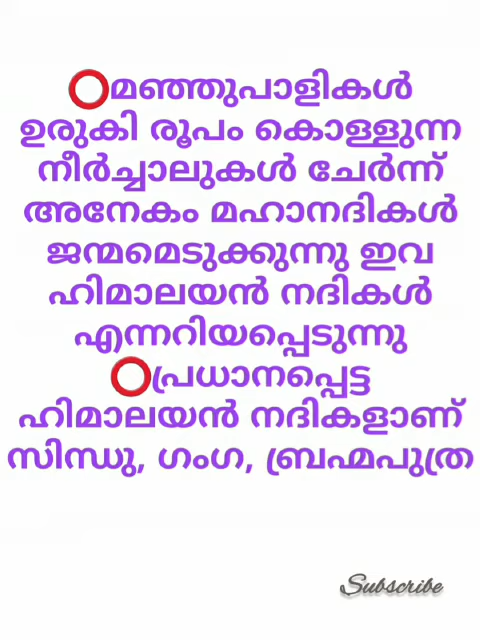 ⭕മഞ്ഞുപാളികൾ
ഉരുകി രൂപം കൊള്ളുന്ന
നീർച്ചാലുകൾ ചേർന്ന്
അനേകം മഹാനദികൾ
ജന്മമെടുക്കുന്നു ഇവ
ഹിമാലയൻ നദികൾ
എന്നറിയപ്പെടുന്നു
⭕പ്രധാനപ്പെട്ട
ഹിമാലയൻ നദികളാണ്
സിന്ധു, ഗംഗ, ബ്രഹ്മപുത്ര
Subscribe